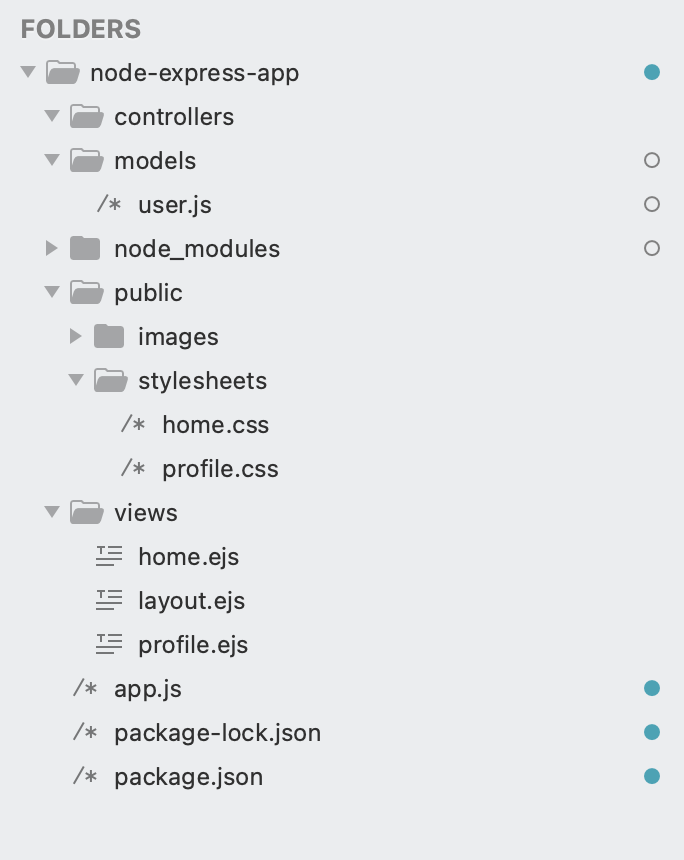 FOLDERS
node-express-app
controllers
models
/* user.js
node_modules
public
images
stylesheets
/* home.css
/* profile.css
views
home.ejs
layout.ejs
profile.ejs
/* app.js
/* package-lock.json
/* package.json